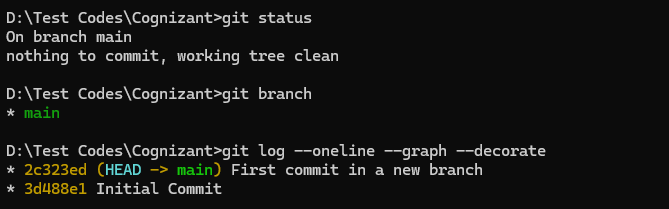 D:\Test Codes\Cognizant>git status
On branch main
nothing to commit, working tree clean
D:\Test Codes\Cognizant>git branch
* main
D:\Test Codes\Cognizant>git log --oneline --graph --decorate
* 2c323ed (HEAD -> main) First commit in a new branch
* 3d488e1 Initial Commit